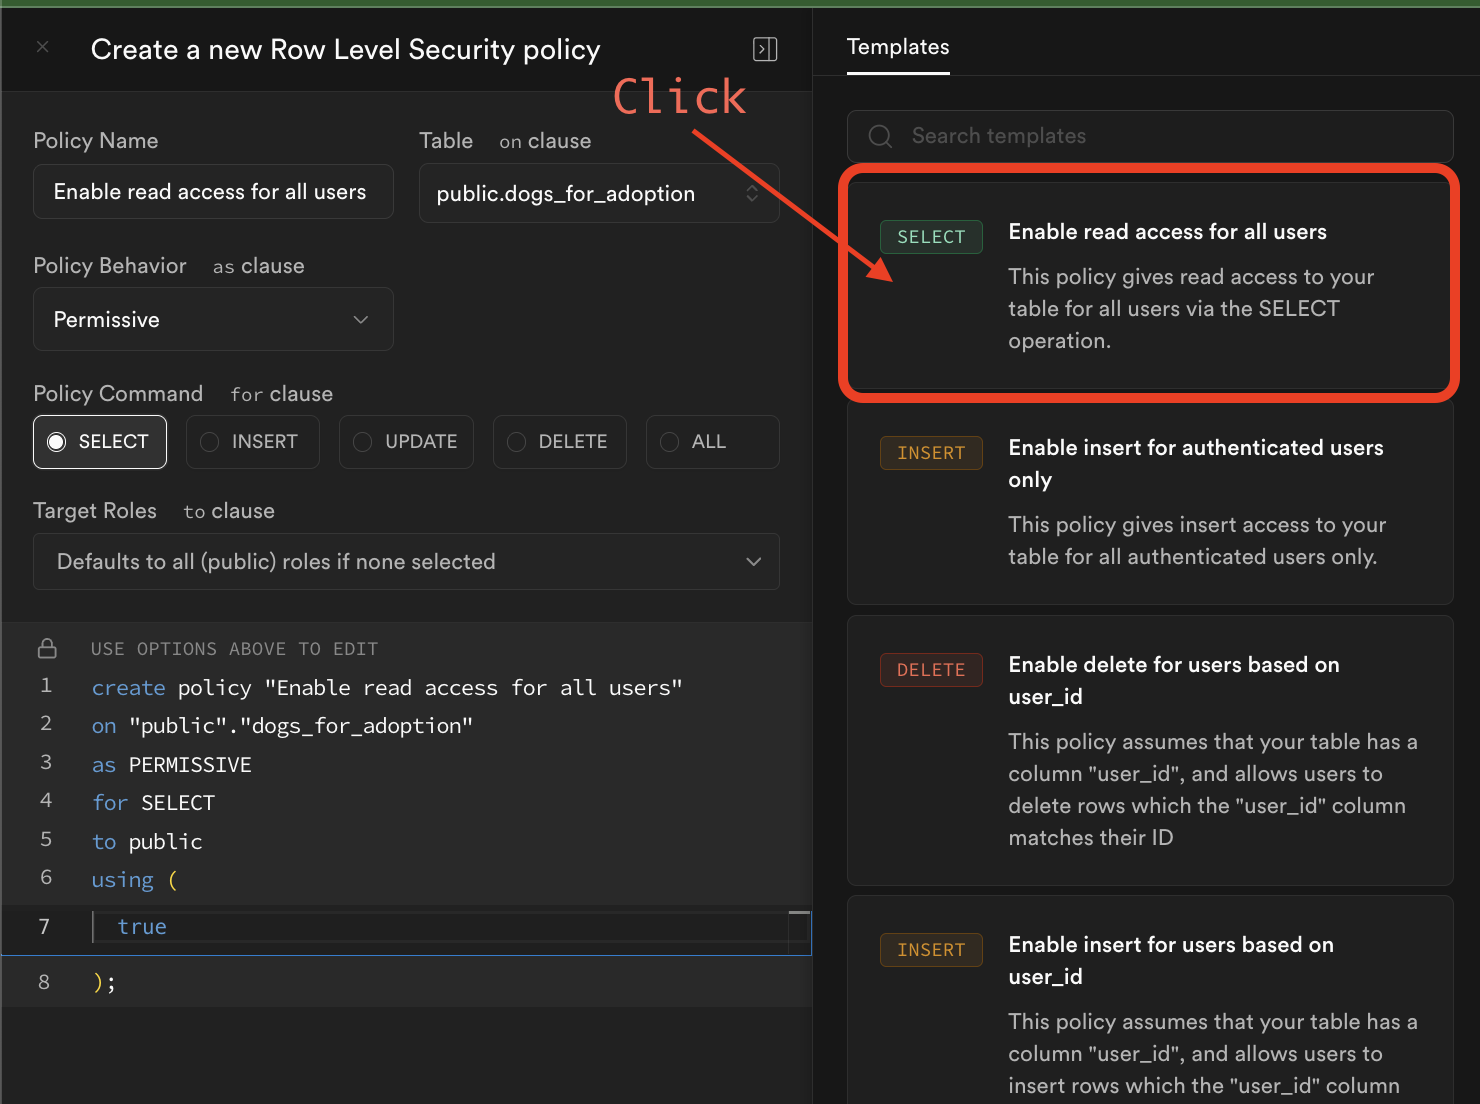 Create a new Row Level Security policy
Click
Policy Name
Table on clause
Enable read access for all users
public.dogs_for_adoption
Policy Behavior as clause
Permissive
Policy Command for clause
SELECT INSERT UPDATE DELETE ALL
Target Roles to clause
Defaults to all (public) roles if none selected
USE OPTIONS ABOVE TO EDIT
1 create policy "Enable read access for all users"
2 on "public"."dogs_for_adoption"
3 as PERMISSIVE
4 for SELECT
5 to public
6 using (
7 true
8 );
Templates
Search templates
SELECT
Enable read access for all users
This policy gives read access to your
table for all users via the SELECT
operation.
INSERT
Enable insert for authenticated users
only
This policy gives insert access to your
table for all authenticated users only.
DELETE
Enable delete for users based on
user_id
This policy assumes that your table has a
column "user_id", and allows users to
delete rows which the "user_id" column
matches their ID
INSERT
Enable insert for users based on
user_id
This policy assumes that your table has a
column "user_id", and allows users to
insert rows which the "user_id" column